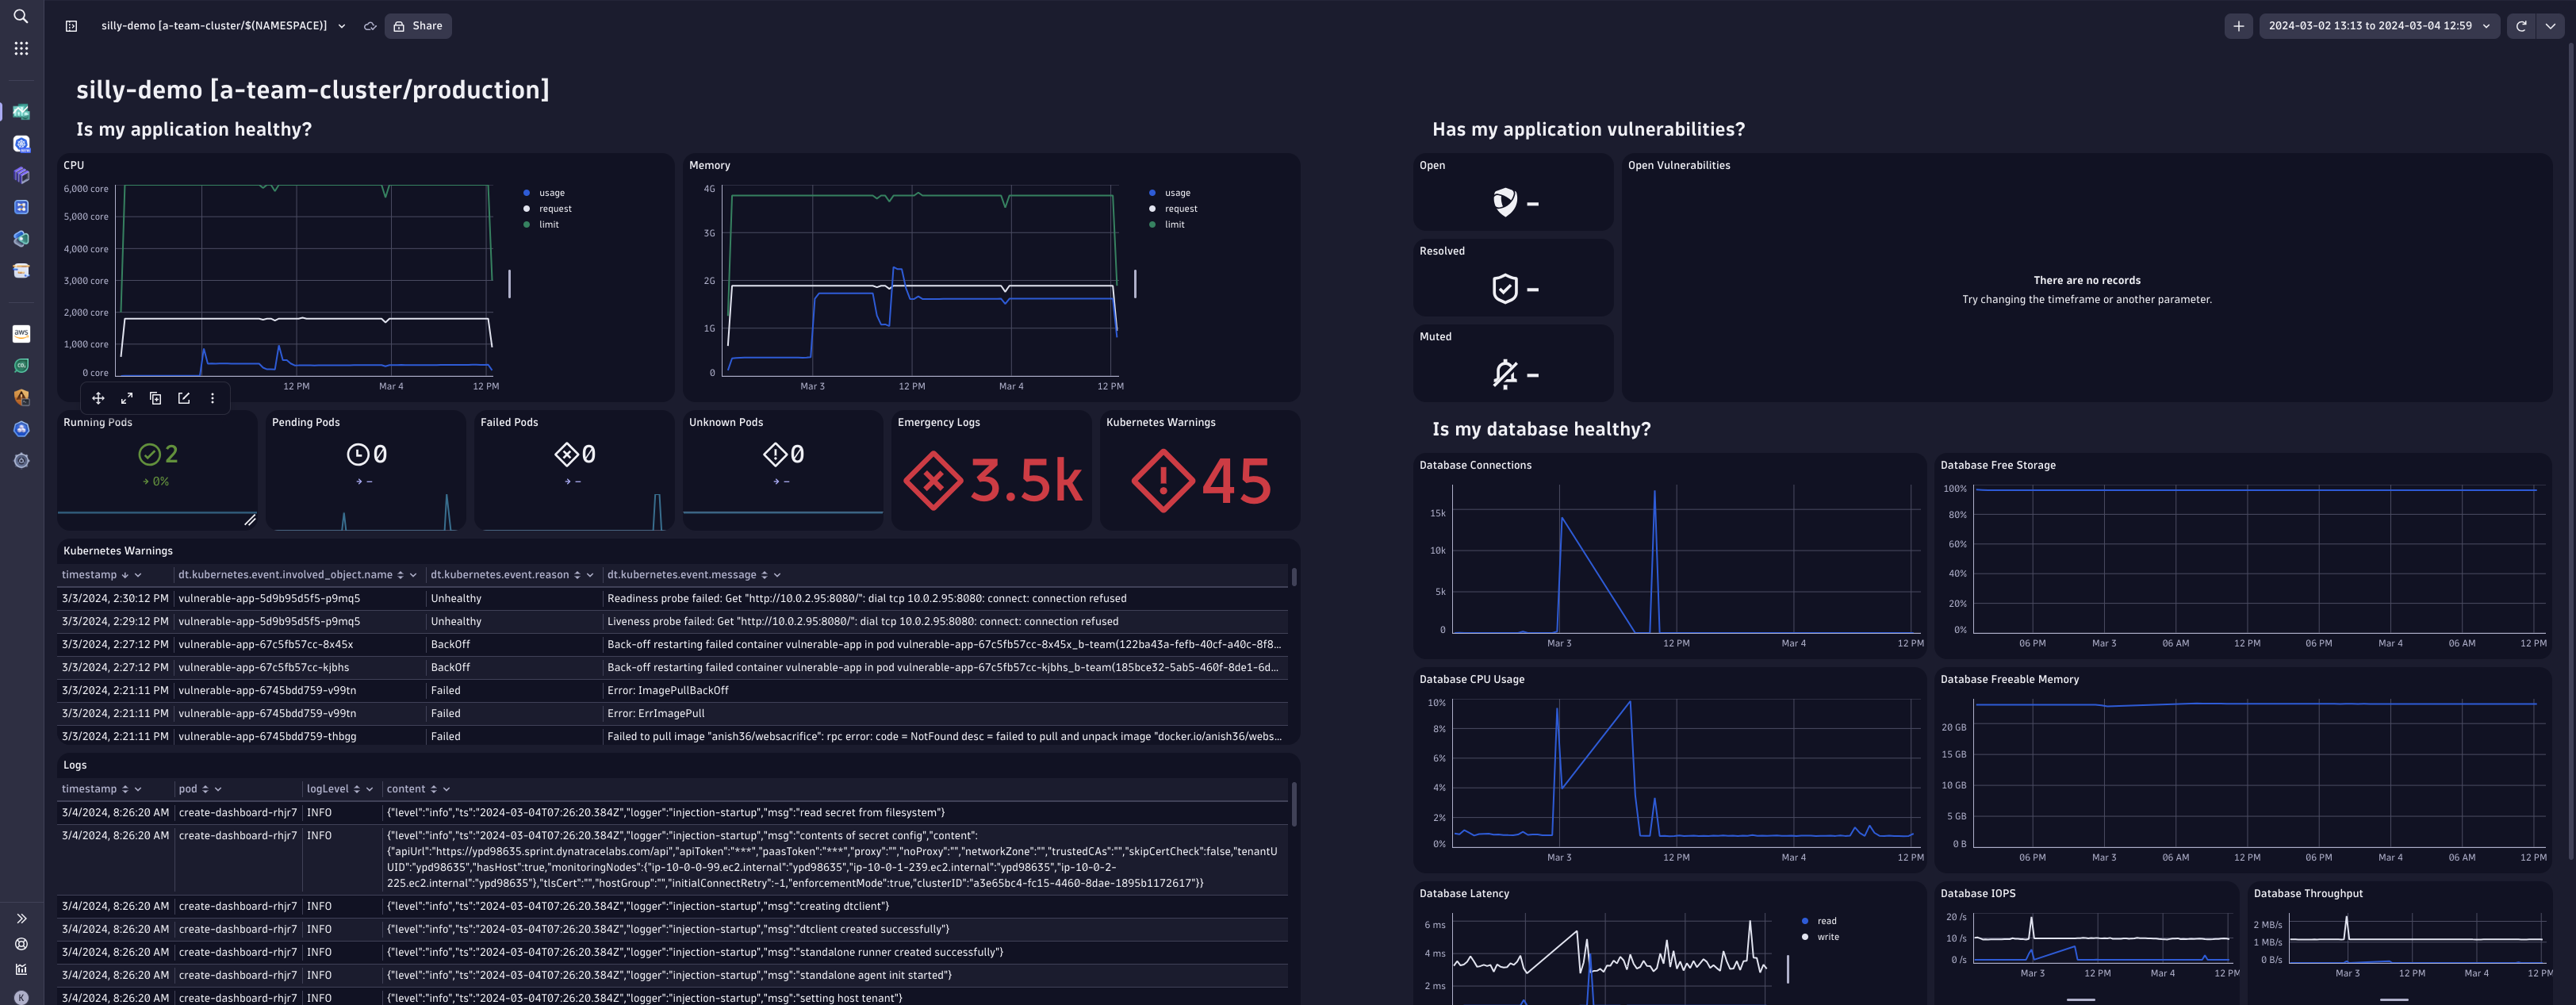 silly-demo [a-team-cluster/$(NAMESPACE)]
Share
2024-03-02 13:13 to 2024-03-04 12:59
silly-demo [a-team-cluster/production]
Is my application healthy?
CPU
6,000 core
5,000 core
4,000 core
3,000 core
2,000 core
1,000 core
0 core
12 PM Mar 4 12 PM
usage
request
limit
Memory
4G
3G
2G
1G
0
Mar 3 12 PM Mar 4 12 PM
usage
request
limit
Running Pods
2
0%
Pending Pods
0
–
Failed Pods
0
–
Unknown Pods
0
–
Emergency Logs
3.5k
Kubernetes Warnings
45
Kubernetes Warnings
timestamp dt.kubernetes.event.involved_object.name dt.kubernetes.event.reason dt.kubernetes.event.message
3/3/2024, 2:30:12 PM vulnerable-app-5d9b95d5f5-p9mq5 Unhealthy Readiness probe failed: Get "http://10.0.2.95:8080/": dial tcp 10.0.2.95:8080: connect: connection refused
3/3/2024, 2:29:12 PM vulnerable-app-5d9b95d5f5-p9mq5 Unhealthy Liveness probe failed: Get "http://10.0.2.95:8080/": dial tcp 10.0.2.95:8080: connect: connection refused
3/3/2024, 2:27:12 PM vulnerable-app-67c5fb57cc-8x45x BackOff Back-off restarting failed container vulnerable-app in pod vulnerable-app-67c5fb57cc-8x45x_b-team(122ba43a-fefb-40cf-a40c-8f8...
3/3/2024, 2:27:12 PM vulnerable-app-67c5fb57cc-kjbhs BackOff Back-off restarting failed container vulnerable-app in pod vulnerable-app-67c5fb57cc-kjbhs_b-team(185bce32-5ab5-460f-8de1-6d...
3/3/2024, 2:21:11 PM vulnerable-app-6745bdd759-v99tn Failed Error: ImagePullBackOff
3/3/2024, 2:21:11 PM vulnerable-app-6745bdd759-v99tn Failed Error: ErrImagePull
3/3/2024, 2:21:11 PM vulnerable-app-6745bdd759-thbgg Failed Failed to pull image "anish36/websacrifice": rpc error: code = NotFound desc = failed to pull and unpack image "docker.io/anish36/webs...
Logs
timestamp pod logLevel content
3/4/2024, 8:26:20 AM create-dashboard-rhjr7 INFO {"level":"info","ts":"2024-03-04T07:26:20.384Z","logger":"injection-startup","msg":"read secret from filesystem"}
3/4/2024, 8:26:20 AM create-dashboard-rhjr7 INFO {"level":"info","ts":"2024-03-04T07:26:20.384Z","logger":"injection-startup","msg":"contents of secret config","content":
{"apiUrl":"https://ypd98635.sprint.dynatracelabs.com/api","apiToken":"***","paasToken":"***","proxy":"","noProxy":"","networkZone":"","trustedCAs":"","skipCertCheck":false,"tenantU
UID":"ypd98635","hasHost":true,"monitoringNodes":{"ip-10-0-0-99.ec2.internal":"ypd98635","ip-10-0-1-239.ec2.internal":"ypd98635","ip-10-0-2-
225.ec2.internal":"ypd98635"},"tlsCert":"","hostGroup":"","initialConnectRetry":-1,"enforcementMode":true,"clusterID":"a3e65bc4-fc15-4460-8dae-1895b1172617"}}
3/4/2024, 8:26:20 AM create-dashboard-rhjr7 INFO {"level":"info","ts":"2024-03-04T07:26:20.384Z","logger":"injection-startup","msg":"creating dtclient"}
3/4/2024, 8:26:20 AM create-dashboard-rhjr7 INFO {"level":"info","ts":"2024-03-04T07:26:20.384Z","logger":"injection-startup","msg":"dtclient created successfully"}
3/4/2024, 8:26:20 AM create-dashboard-rhjr7 INFO {"level":"info","ts":"2024-03-04T07:26:20.384Z","logger":"injection-startup","msg":"standalone runner created successfully"}
3/4/2024, 8:26:20 AM create-dashboard-rhjr7 INFO {"level":"info","ts":"2024-03-04T07:26:20.384Z","logger":"injection-startup","msg":"standalone agent init started"}
3/4/2024, 8:26:20 AM create-dashboard-rhjr7 INFO {"level":"info","ts":"2024-03-04T07:26:20.384Z","logger":"injection-startup","msg":"setting host tenant"}
Has my application vulnerabilities?
Open
–
Resolved
–
Muted
–
Open Vulnerabilities
There are no records
Try changing the timeframe or another parameter.
Is my database healthy?
Database Connections
15k
10k
5k
0
Mar 3 12 PM Mar 4 12 PM
Database Free Storage
100%
80%
60%
40%
20%
0%
06 PM Mar 3 06 AM 12 PM 06 PM Mar 4 06 AM 12 PM
Database CPU Usage
10%
8%
6%
4%
2%
0%
Mar 3 12 PM Mar 4 12 PM
Database Freeable Memory
20 GB
15 GB
10 GB
5 GB
0 B
06 PM Mar 3 06 AM 12 PM 06 PM Mar 4 06 AM 12 PM
Database Latency
6 ms
4 ms
2 ms
read
write
Database IOPS
20 /s
10 /s
0 /s
Mar 3 12 PM Mar 4 12 PM
Database Throughput
2 MB/s
1 MB/s
0 B/s
Mar 3 12 PM Mar 4 12 PM
aws
K